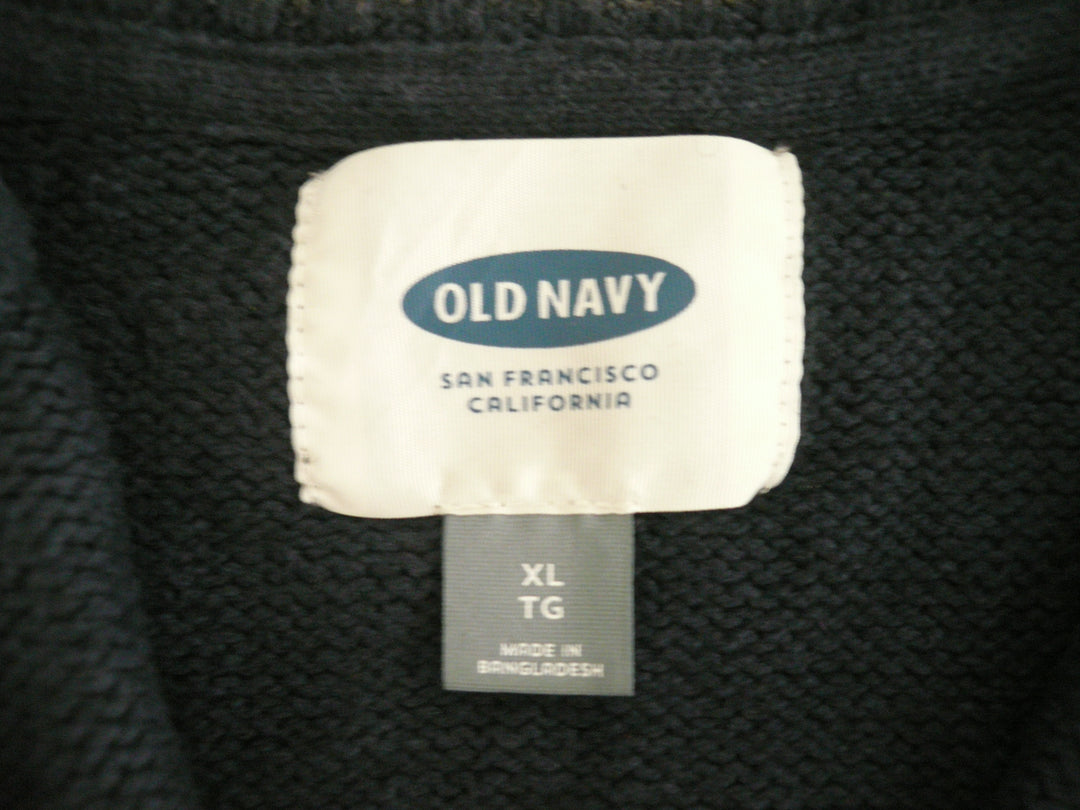 OLD NAVY
SAN FRANCISCO
CALIFORNIA
XL
TG
MADE IN
BANGLADESH